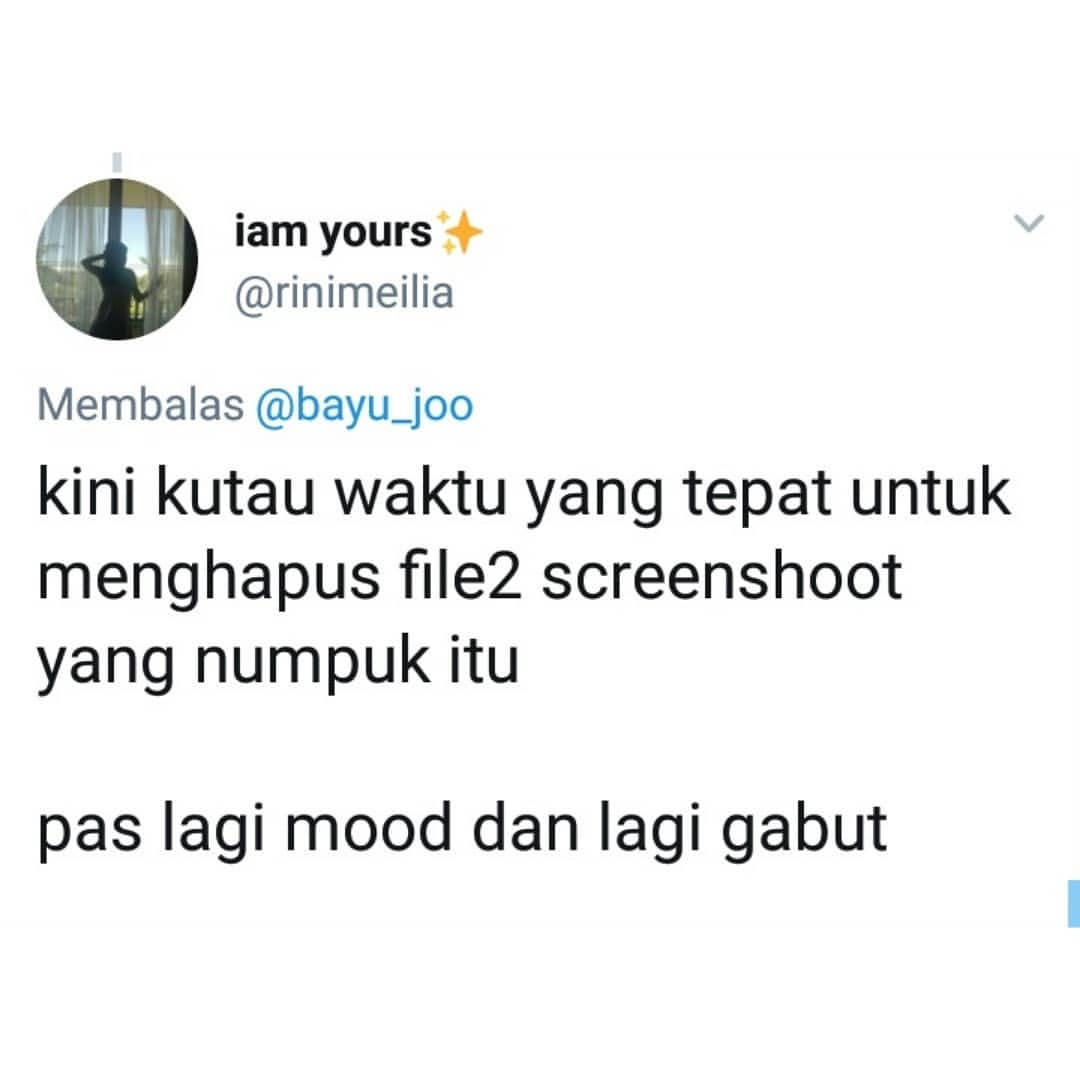 iam yours✨
@rinimeilia
Membalas @bayu_joo
kini kutau waktu yang tepat untuk
menghapus file2 screenshoot
yang numpuk itu
pas lagi mood dan lagi gabut